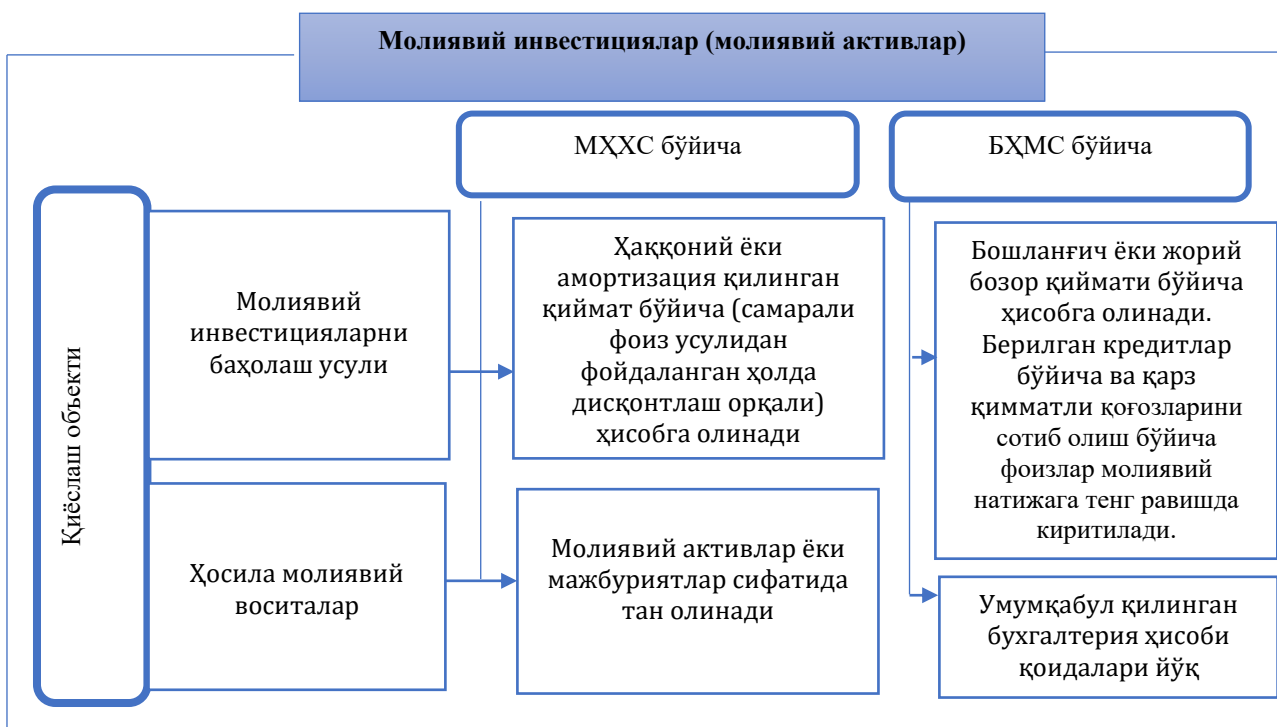 Молиявий инвестициялар (молиявий активлар)
МҲХС бўйича
БҲМС бўйича
Қиёслаш объекти
Молиявий
инвестицияларни
баҳолаш усули
Ҳаққоний ёки
амортизация қилинган
қиймат бўйича (самарали
фоиз усулидан
фойдаланган ҳолда
дисқонтлаш орқали)
ҳисобга олинади
Бошланғич ёки жорий
бозор қиймати бўйича
ҳисобга олинади.
Берилган кредитлар
бўйича ва қарз
қимматли қоғозларини
сотиб олиш бўйича
фоизлар молиявий
натижага тенг равишда
киритилади.
Ҳосила молиявий
воситалар
Молиявий активлар ёки
мажбуриятлар сифатида
тан олинади
Умумқабул қилинган
бухгалтерия ҳисоби
қоидалари йўқ